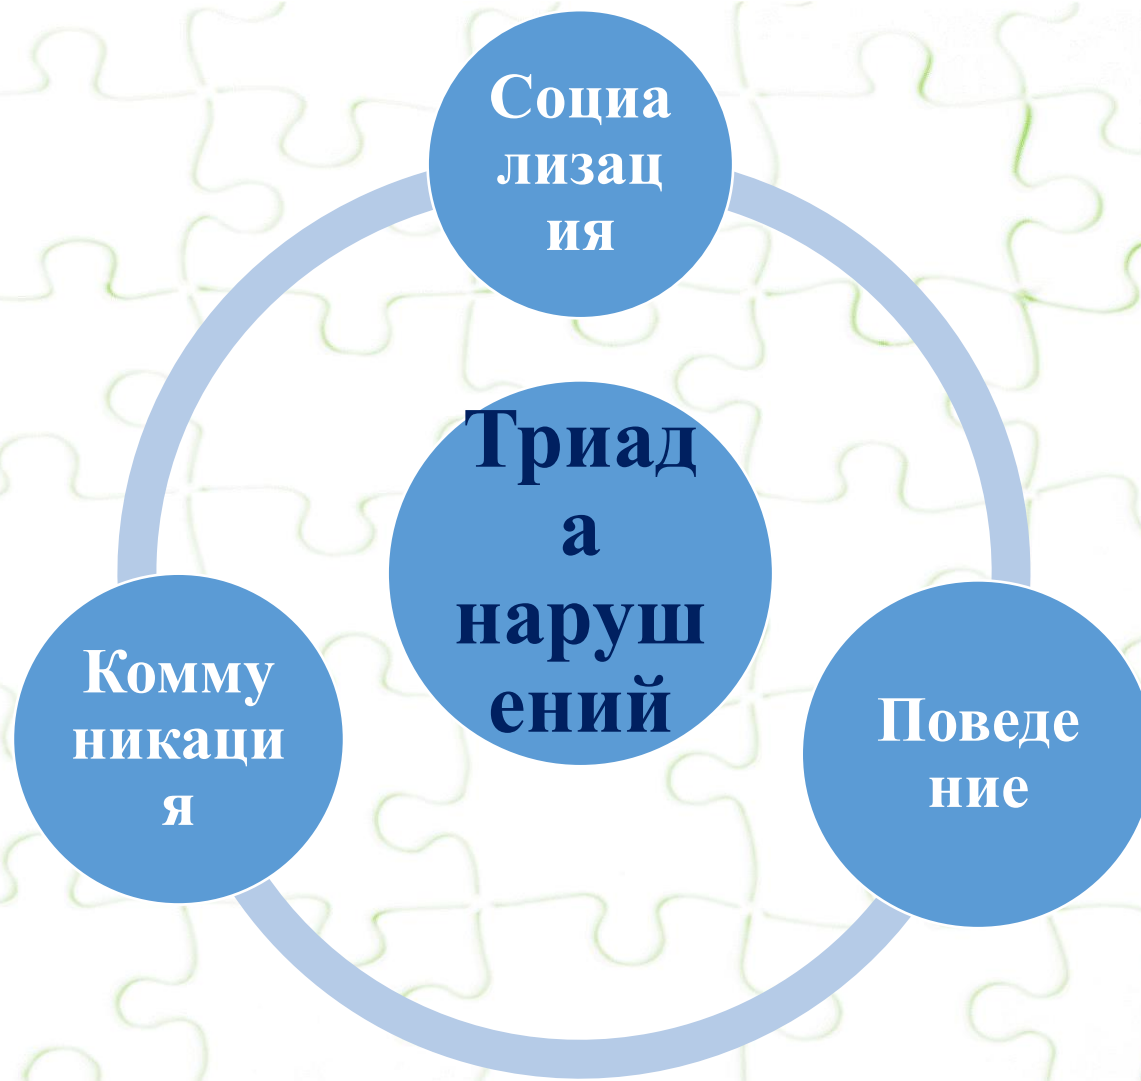 Социа
лизац
ия
Триад
а
наруш
ений
Комму
никаци
я
Поведе
ние